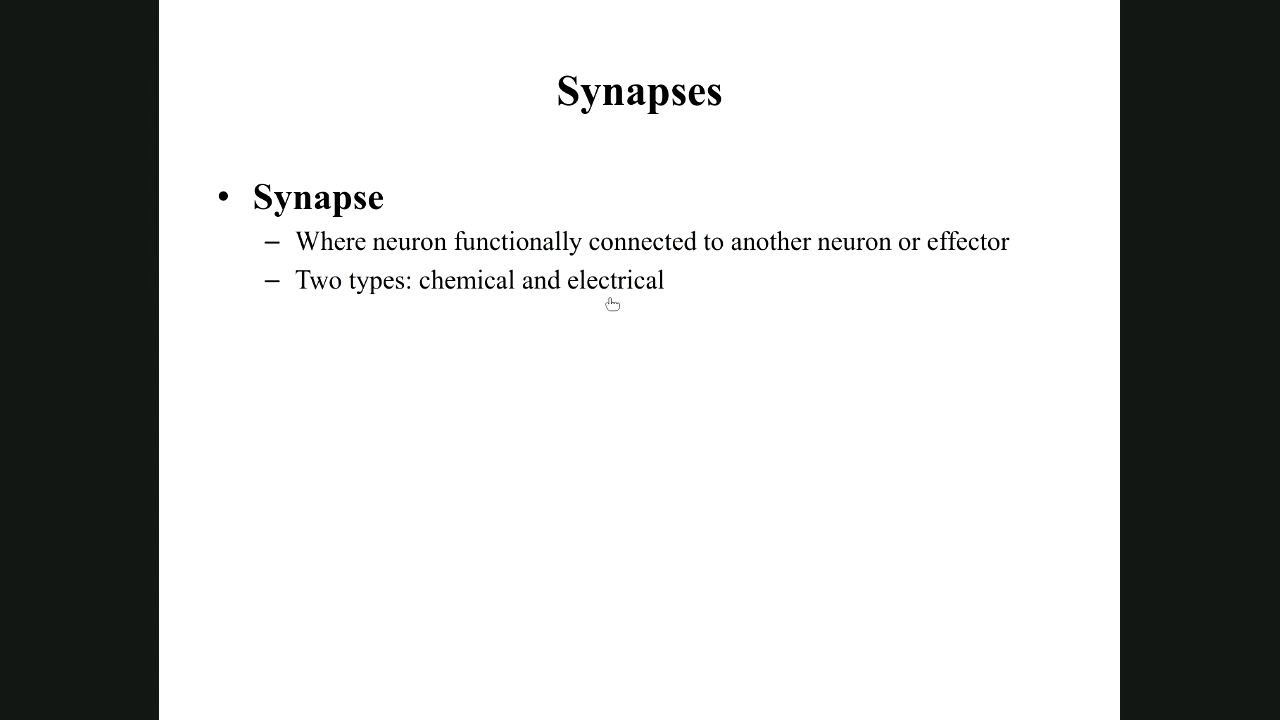 Synapses
• Synapse
– Where neuron functionally connected to another neuron or effector
– Two types: chemical and electrical